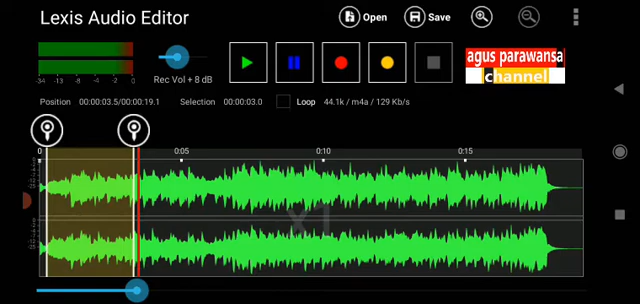 Lexis Audio Editor
Open
Save
agus parawansa
channel
-34 -13 -8 -4 -2 0
Rec Vol + 8 dB
Position 00:00:03.5/00:00:19.1 Selection 00:00:03.0 Loop 44.1k / m4a / 129 Kb/s
0 0:05 0:10 0:15
x1